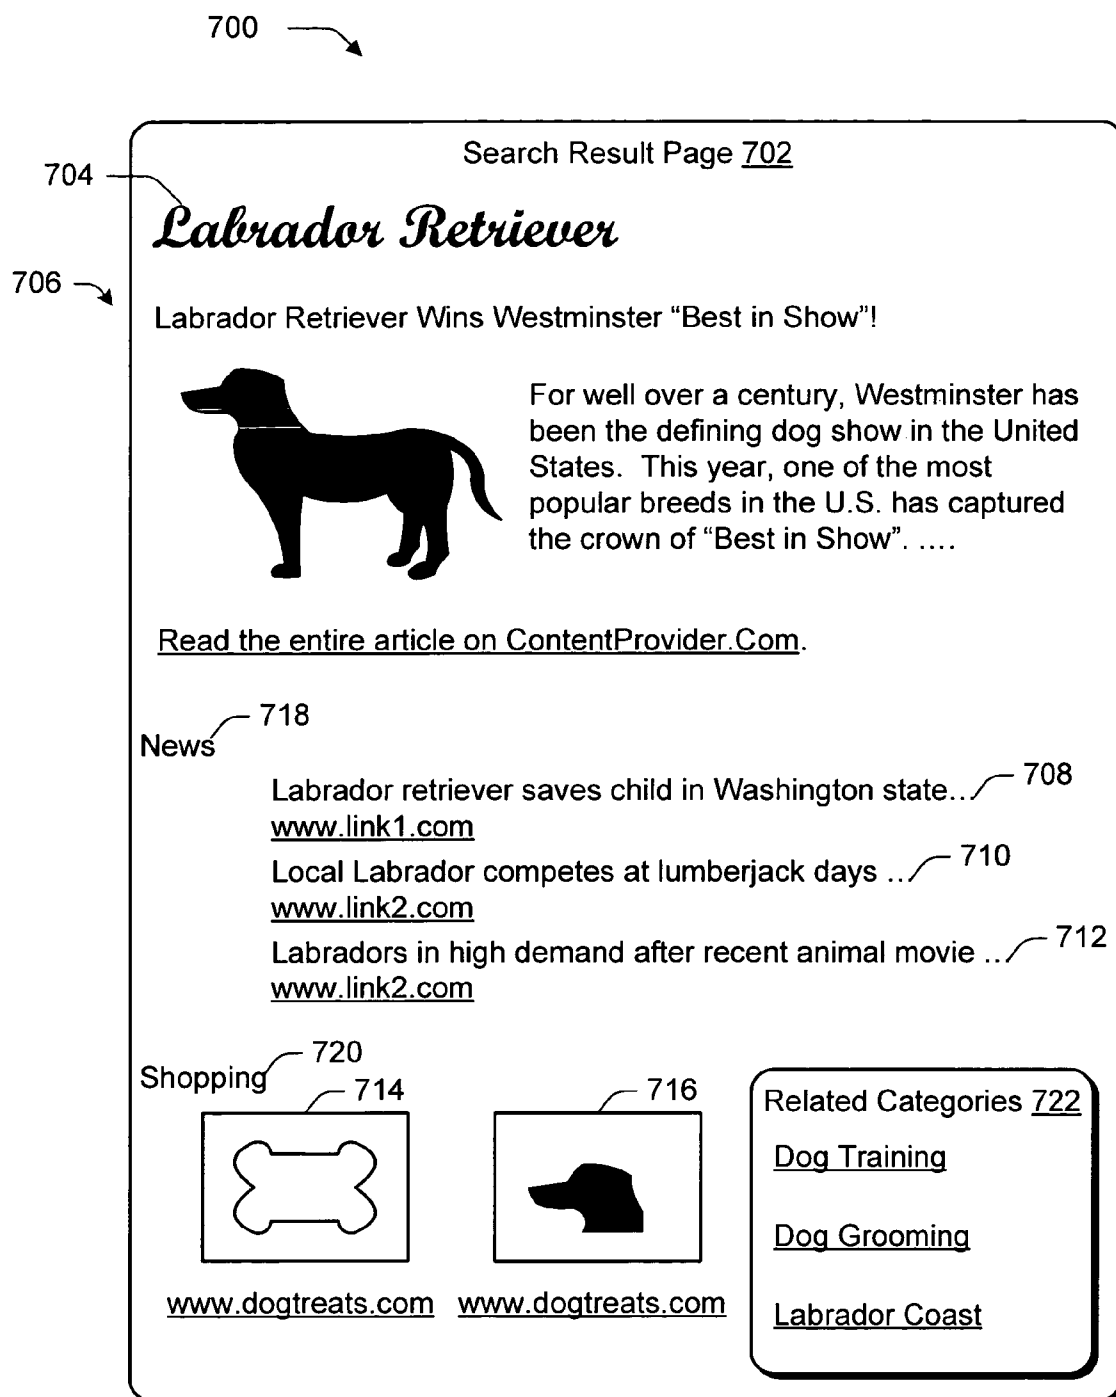 700
Search Result Page 702
704
Labrador Retriever
706
Labrador Retriever Wins Westminster “Best in Show”!
For well over a century, Westminster has
been the defining dog show in the United
States. This year, one of the most
popular breeds in the U.S. has captured
the crown of “Best in Show”. ....
Read the entire article on ContentProvider.Com.
718
News
Labrador retriever saves child in Washington state... 708
www.link1.com
Local Labrador competes at lumberjack days ... 710
www.link2.com
Labradors in high demand after recent animal movie ... 712
www.link2.com
720
Shopping
714
716
www.dogtreats.com
www.dogtreats.com
Related Categories 722
Dog Training
Dog Grooming
Labrador Coast